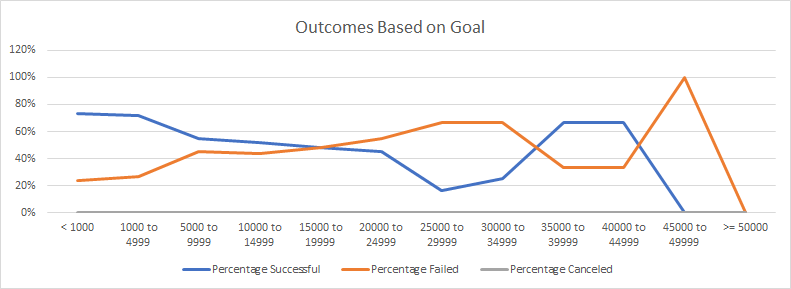 Outcomes Based on Goal
120%
100%
80%
60%
40%
20%
0%
< 1000 1000 to 5000 to 10000 to 15000 to 20000 to 25000 to 30000 to 35000 to 40000 to 45000 to >= 50000
4999 9999 14999 19999 24999 29999 34999 39999 44999 49999
Percentage Successful Percentage Failed Percentage Canceled